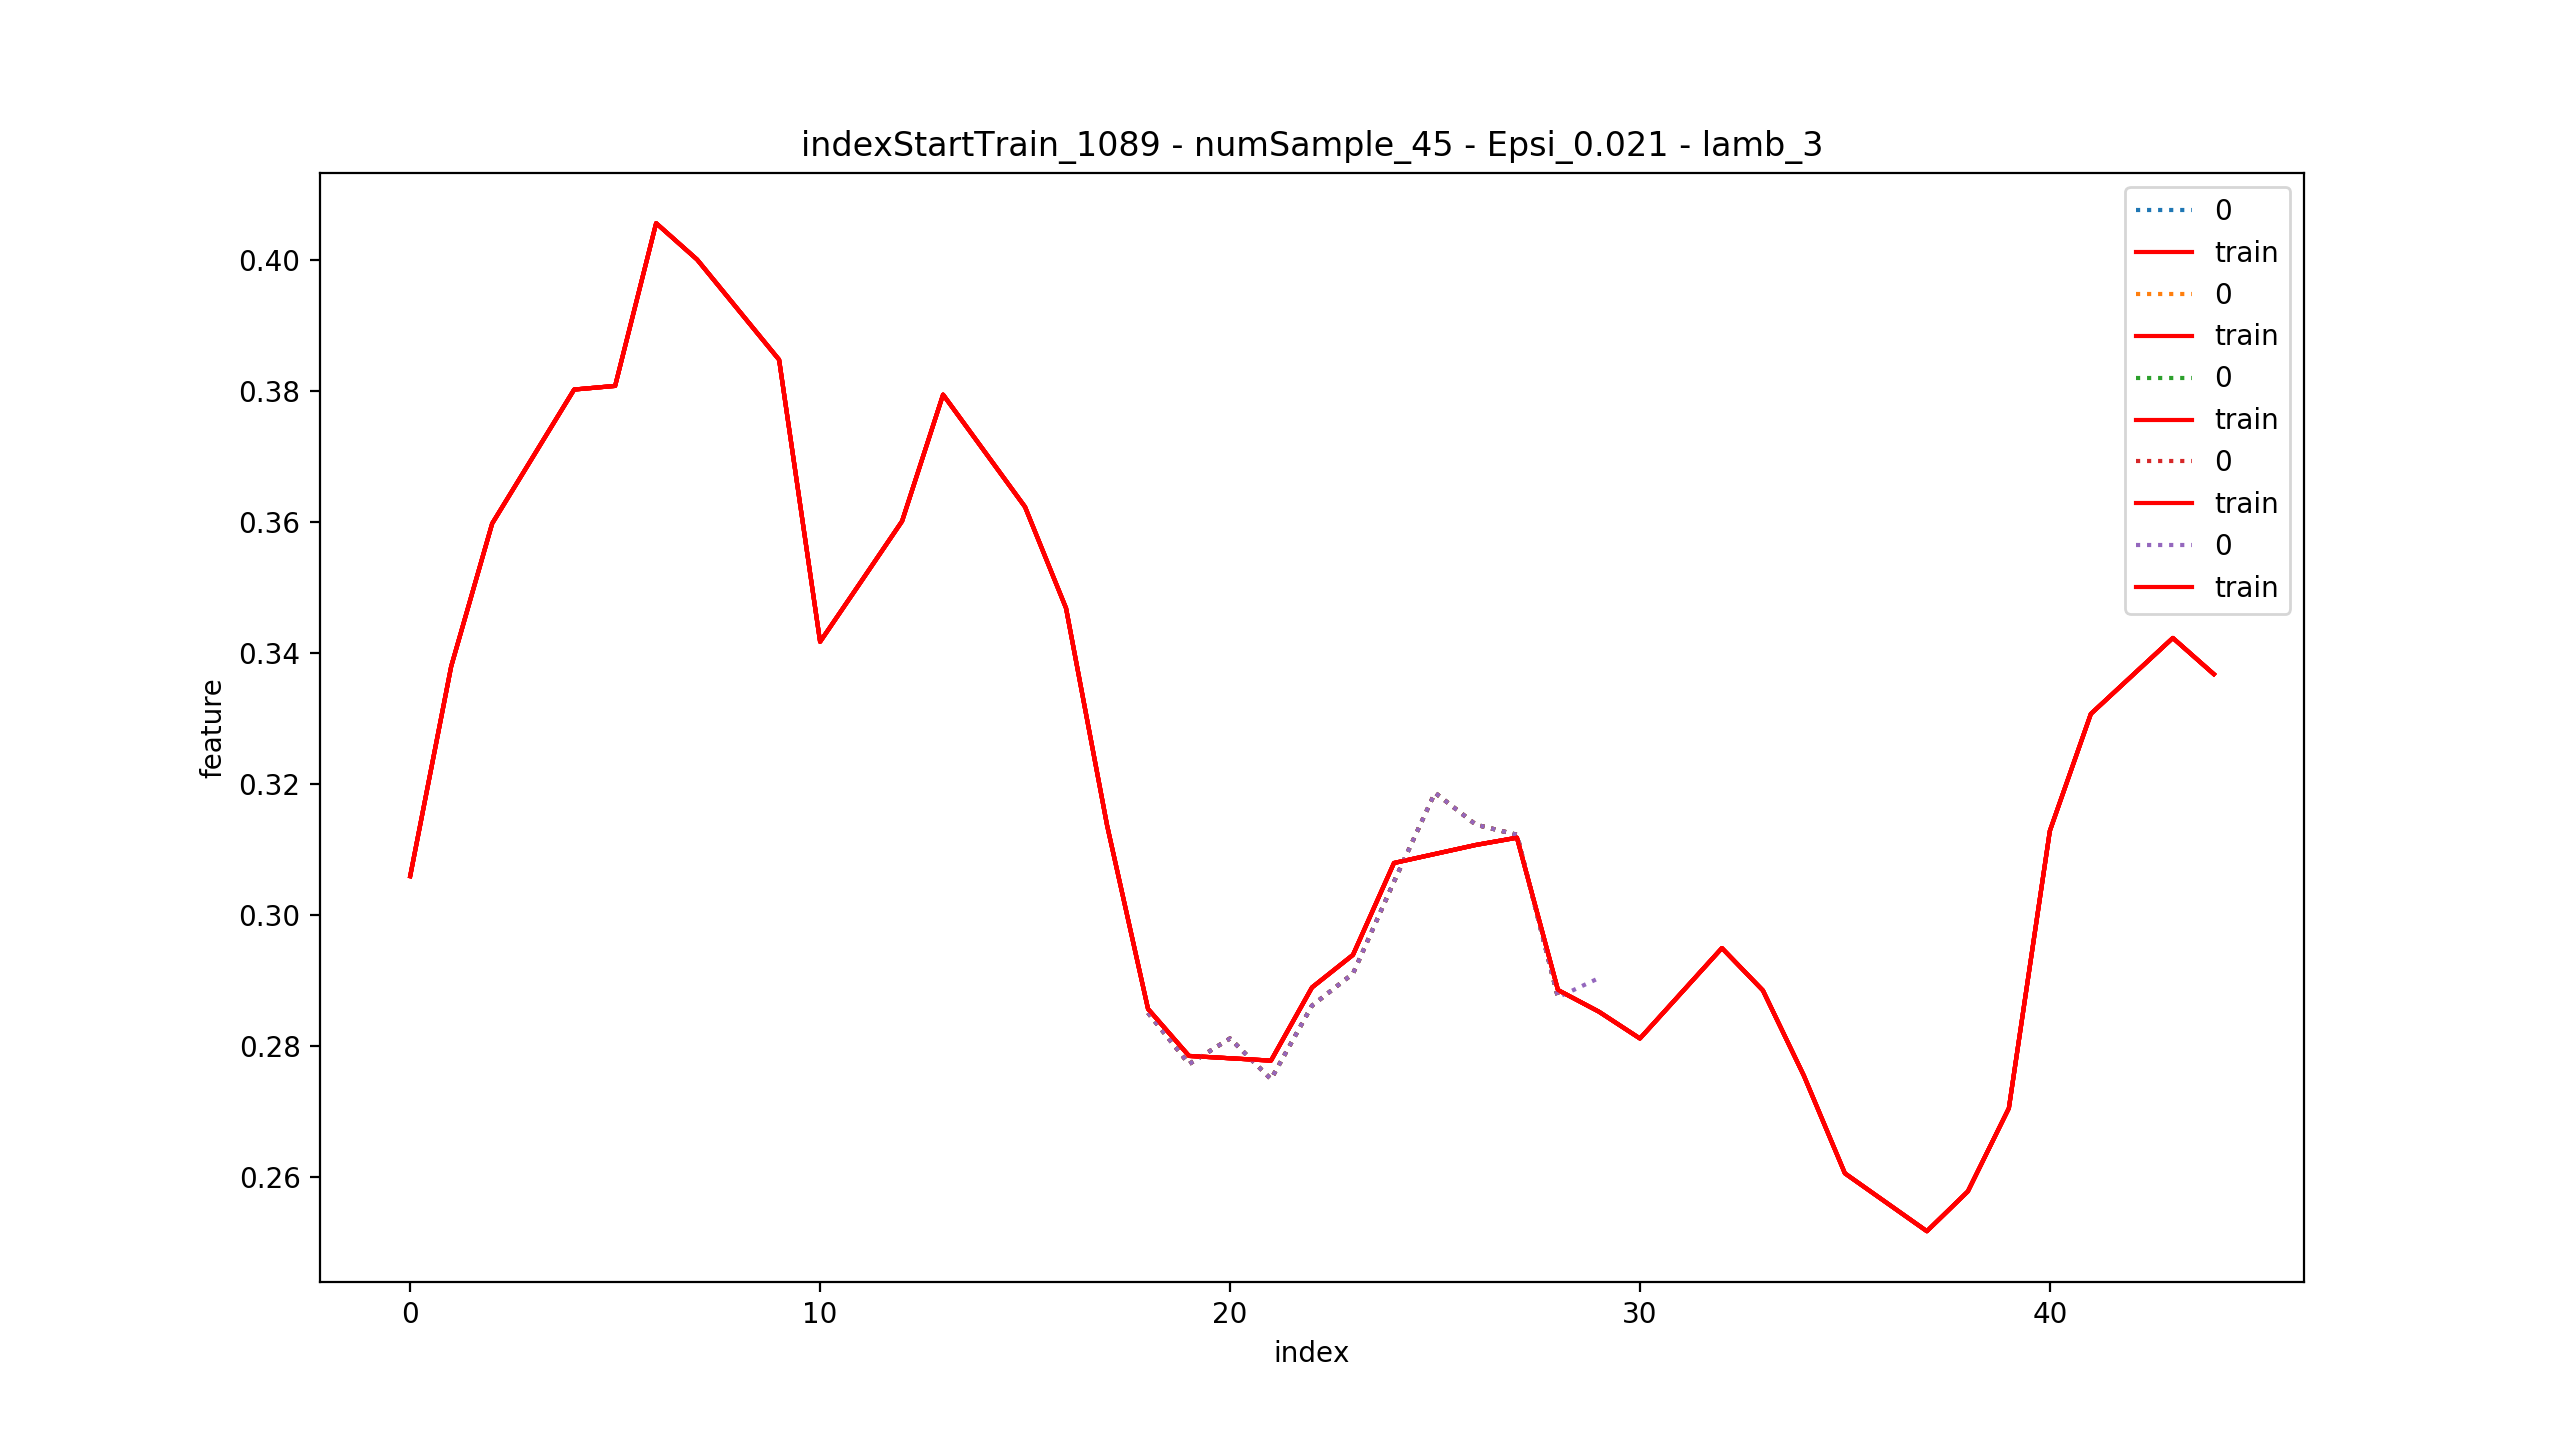 indexStartTrain_1089 - numSample_45 - Epsi_0.021 - lamb_3
0
train
0
train
0
train
0
train
0
train
0.40
0.38
0.36
0.34
0.32
0.30
0.28
0.26
feature
0 10 20 30 40
index